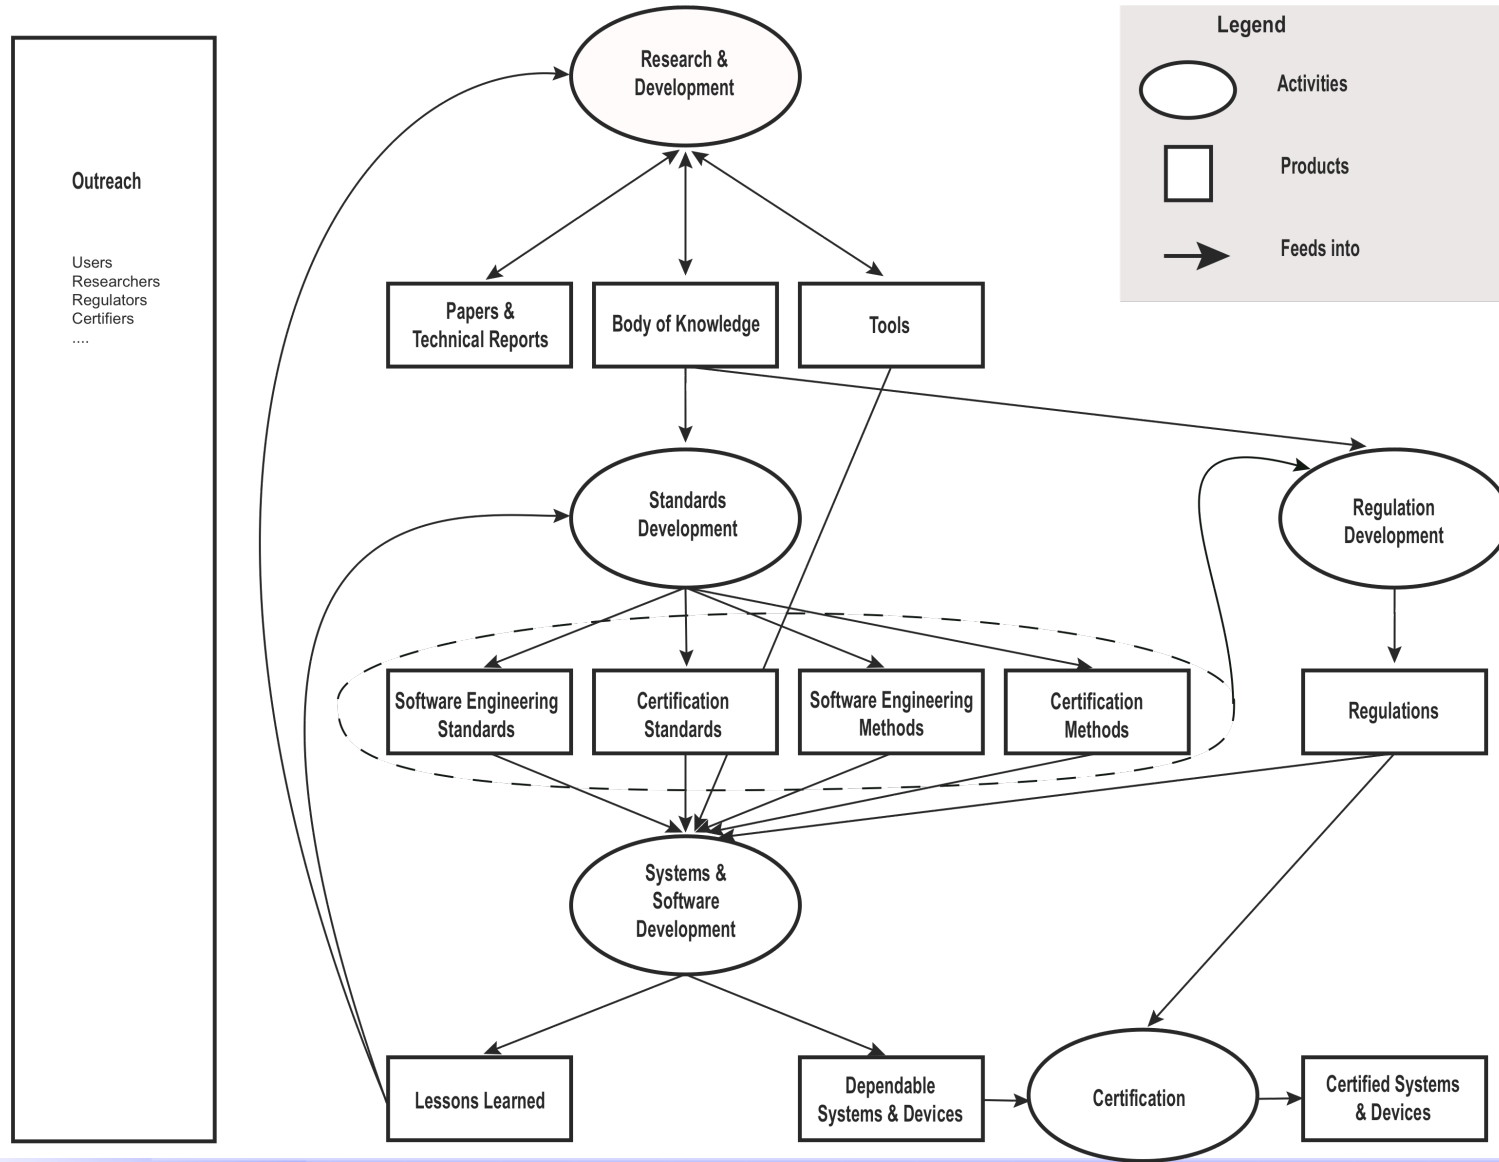 Outreach
Users
Researchers
Regulators
Certifiers
....
Research &
Development
Legend
Activities
Products
Feeds into
Papers &
Technical Reports
Body of Knowledge
Tools
Standards
Development
Regulation
Development
Software Engineering
Standards
Certification
Standards
Software Engineering
Methods
Certification
Methods
Regulations
Systems &
Software
Development
Lessons Learned
Dependable
Systems & Devices
Certification
Certified Systems
& Devices